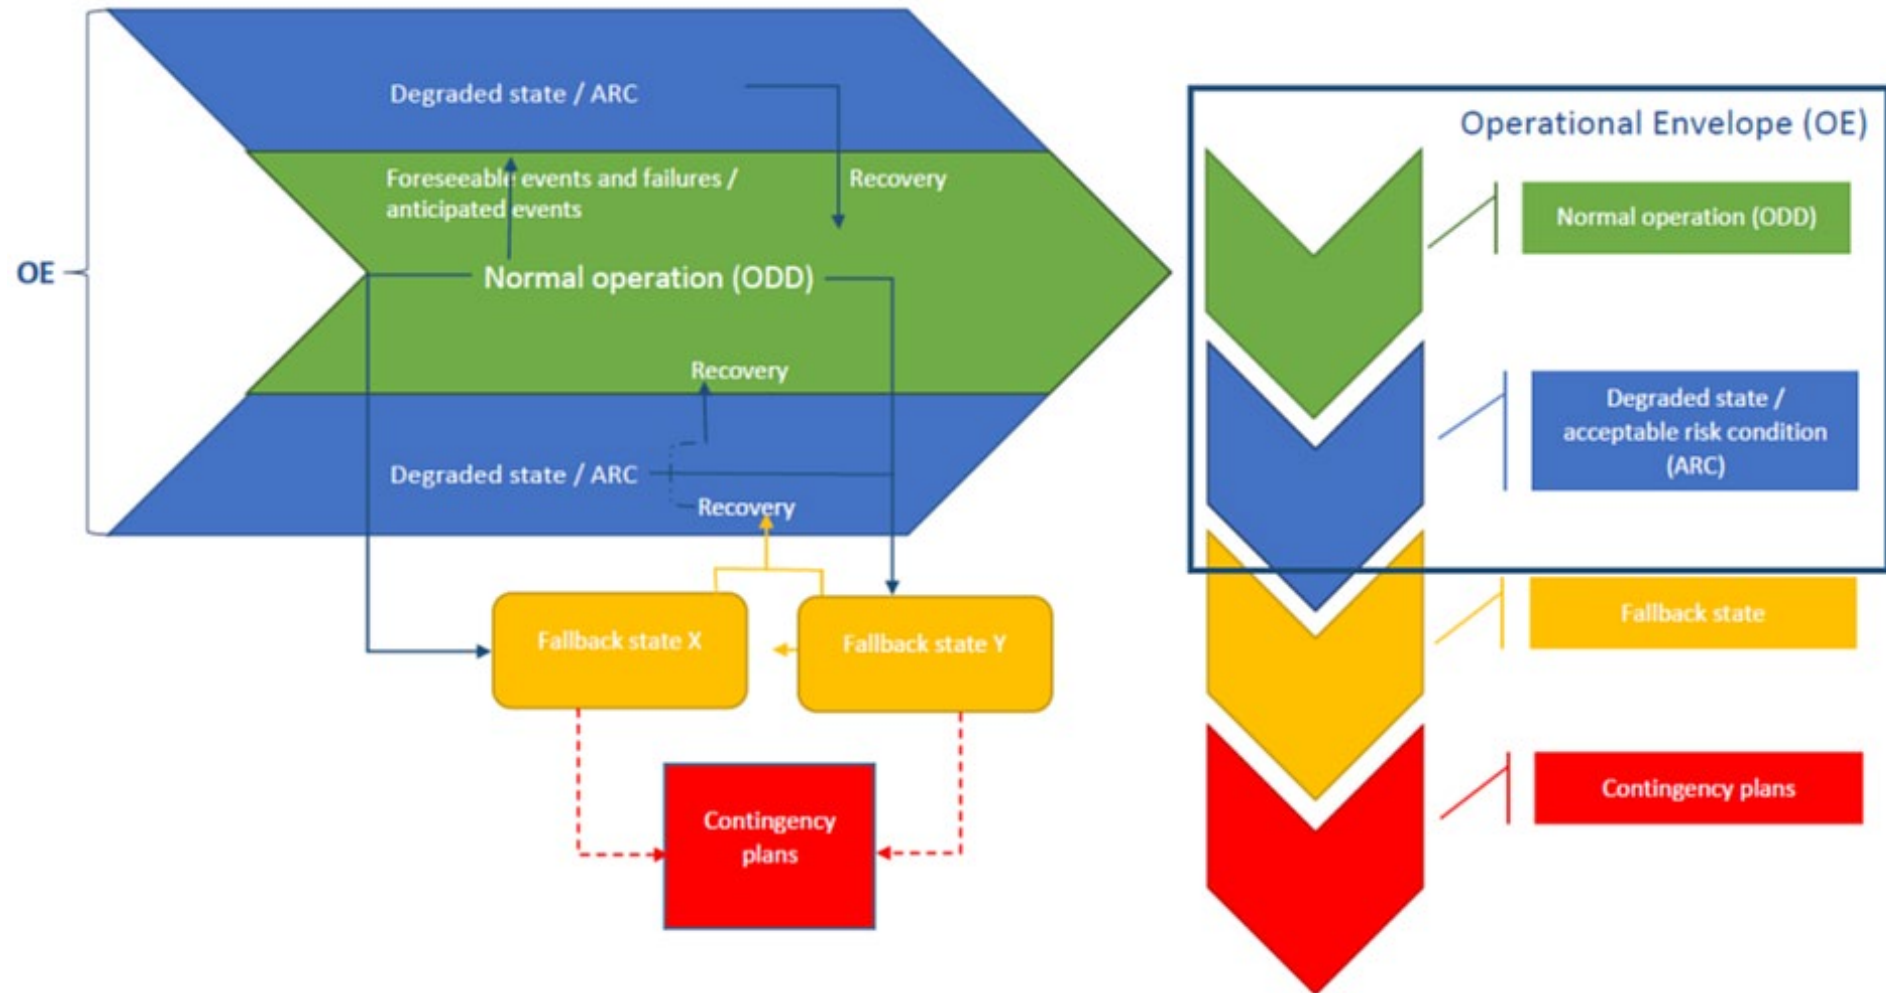 Degraded state / ARC
Foreseeable events and failures /
anticipated events
Recovery
OE
Normal operation (ODD)
Recovery
Degraded state / ARC
Recovery
Fallback state X
Fallback state Y
Contingency
plans
Operational Envelope (OE)
Normal operation (ODD)
Degraded state /
acceptable risk condition
(ARC)
Fallback state
Contingency plans